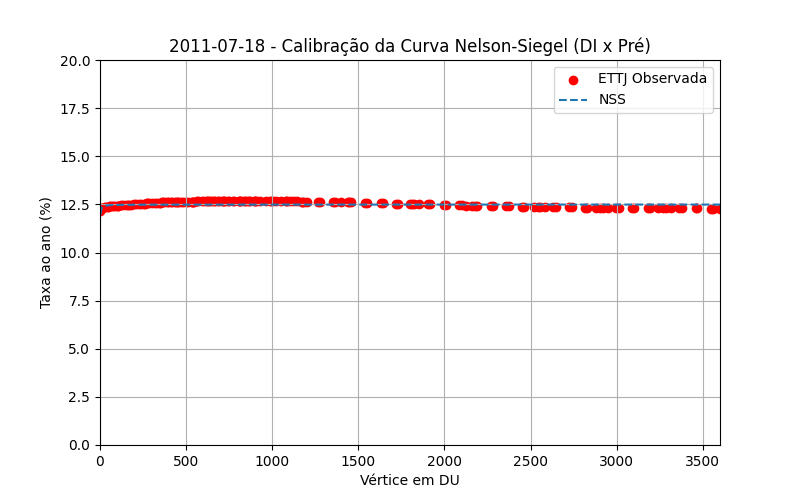 2011-07-18 - Calibração da Curva Nelson-Siegel (DI x Pré)
20.0
17.5
15.0
12.5
10.0
7.5
5.0
2.5
0.0
Taxa ao ano (%)
ETTJ Observada
NSS
0 500 1000 1500 2000 2500 3000 3500
Vértice em DU